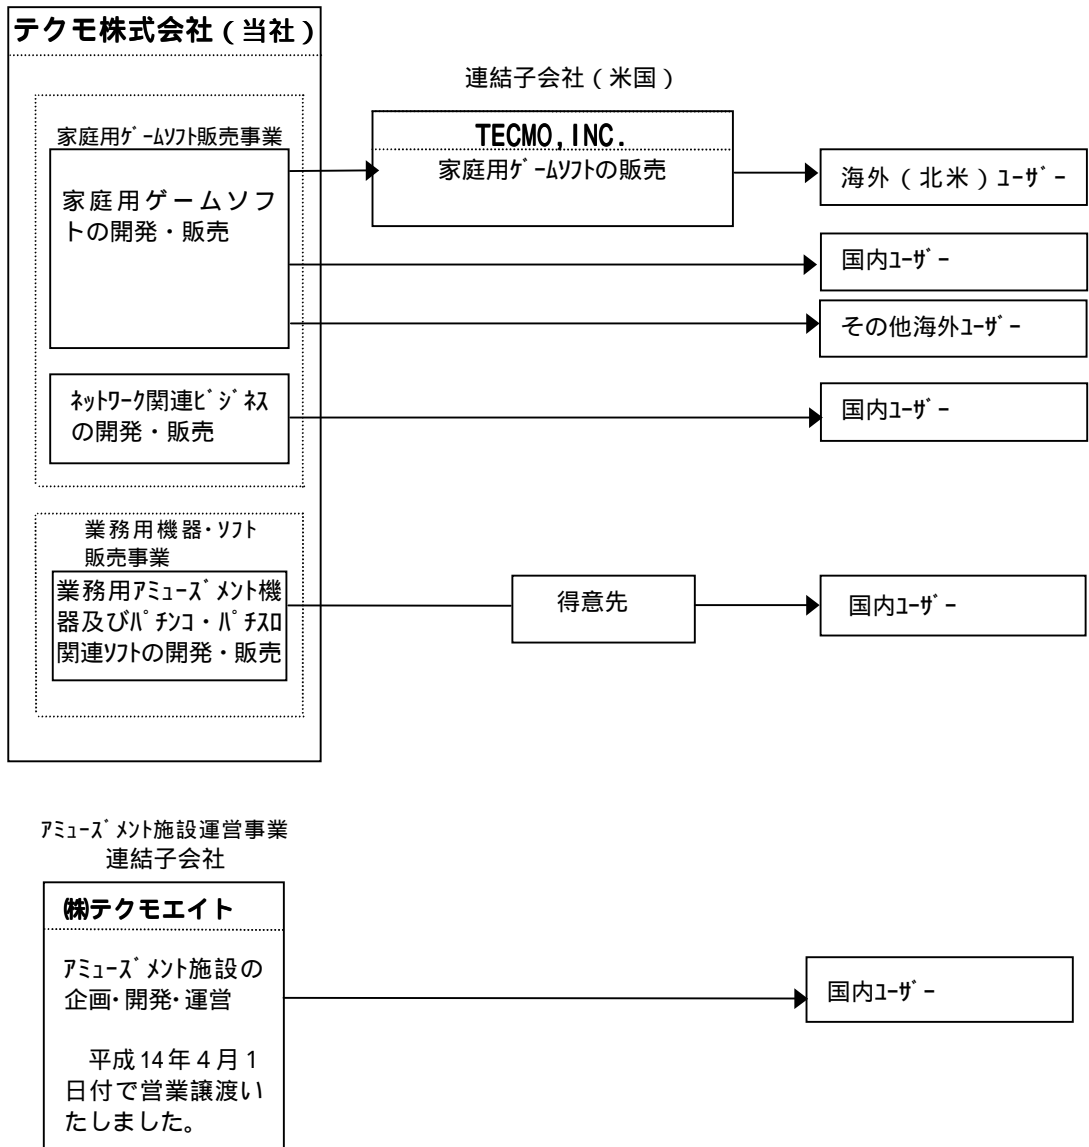 テクモ株式会社（当社）
連結子会社（米国）
家庭用ｹﾞｰﾑｿﾌﾄ販売事業
家庭用ゲームソフ
トの開発・販売
TECMO,INC.
家庭用ｹﾞｰﾑｿﾌﾄの販売
海外（北米）ﾕｰｻﾞｰ
国内ﾕｰｻﾞｰ
その他海外ﾕｰｻﾞｰ
ﾈｯﾄﾜｰｸ関連ﾋﾞｼﾞﾈｽ
の開発・販売
国内ﾕｰｻﾞｰ
業務用機器･ｿﾌﾄ
販売事業
業務用ｱﾐｭｰｽﾞﾒﾝﾄ機
器及びﾊﾟﾁﾝｺ・ﾊﾟﾁｽﾛ
関連ｿﾌﾄの開発・販売
得意先
国内ﾕｰｻﾞｰ
ｱﾐｭｰｽﾞﾒﾝﾄ施設運営事業
連結子会社
㈱テクモエイト
ｱﾐｭｰｽﾞﾒﾝﾄ施設の
企画･開発･運営
国内ﾕｰｻﾞｰ
平成14年４月１
日付で営業譲渡い
たしました。